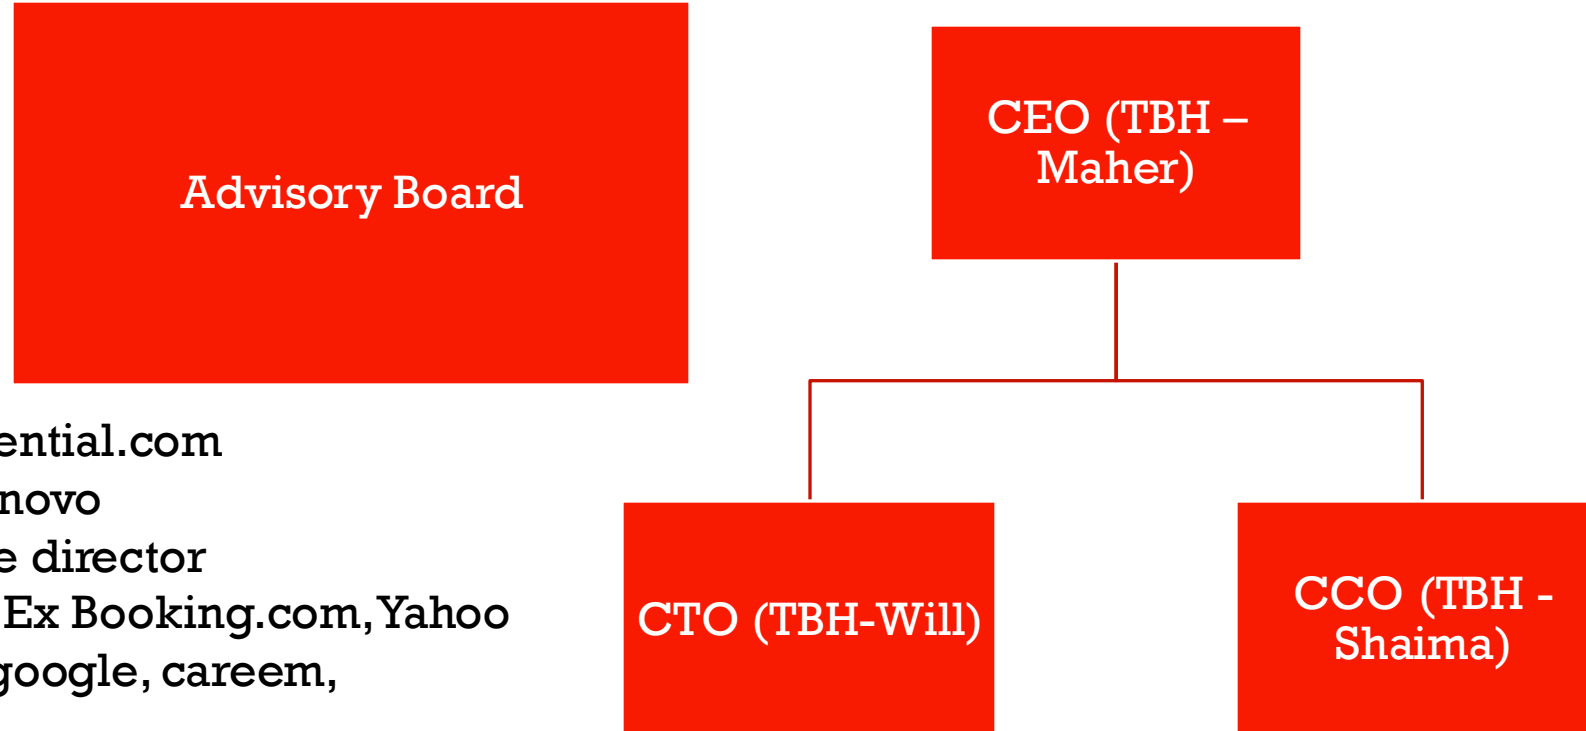 Advisory Board
ential.com
novo
e director
Ex Booking.com, Yahoo
google, careem,
CEO (TBH –
Maher)
CTO (TBH-Will)
CCO (TBH -
Shaima)